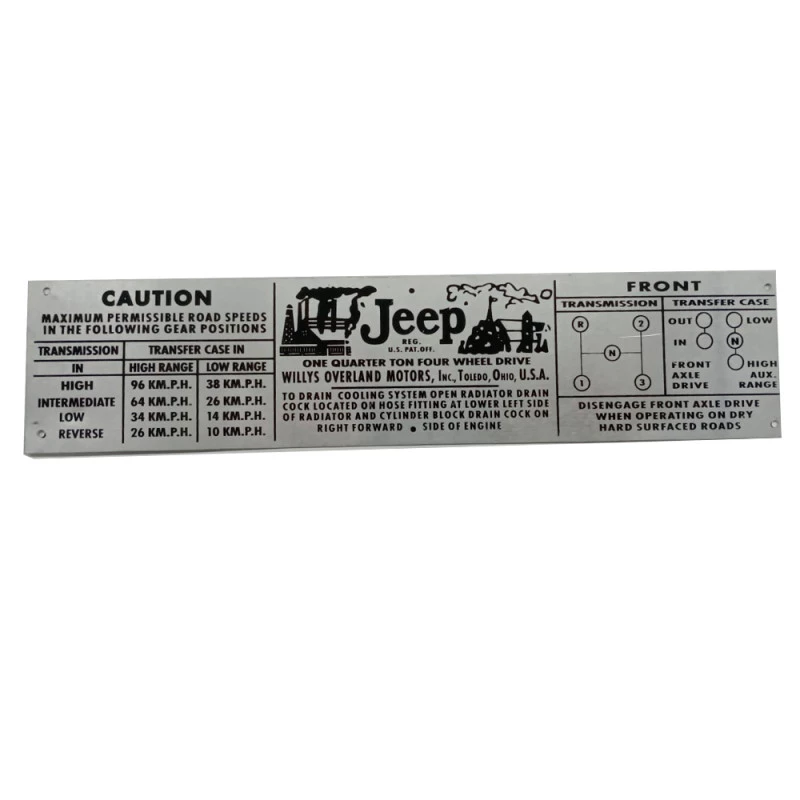 CAUTION
MAXIMUM PERMISSIBLE ROAD SPEEDS
IN THE FOLLOWING GEAR POSITIONS
TRANSMISSION TRANSFER CASE IN
IN HIGH RANGE LOW RANGE
HIGH 96 KM.P.H. 38 KM.P.H.
INTERMEDIATE 64 KM.P.H. 26 KM.P.H.
LOW 34 KM.P.H. 14 KM.P.H.
REVERSE 26 KM.P.H. 10 KM.P.H.
Jeep
REG.
U.S. PAT. OFF.
ONE QUARTER TON FOUR WHEEL DRIVE
WILLYS OVERLAND MOTORS, INC., TOLEDO, OHIO, U.S.A.
TO DRAIN COOLING SYSTEM OPEN RADIATOR DRAIN
COCK LOCATED ON HOSE FITTING AT LOWER LEFT SIDE
OF RADIATOR AND CYLINDER BLOCK DRAIN COCK ON
RIGHT FORWARD SIDE OF ENGINE
FRONT
TRANSMISSION TRANSFER CASE
R 2
N
1 3
OUT LOW
IN N
FRONT HIGH
AXLE AUX.
DRIVE RANGE
DISENGAGE FRONT AXLE DRIVE
WHEN OPERATING ON DRY
HARD SURFACED ROADS